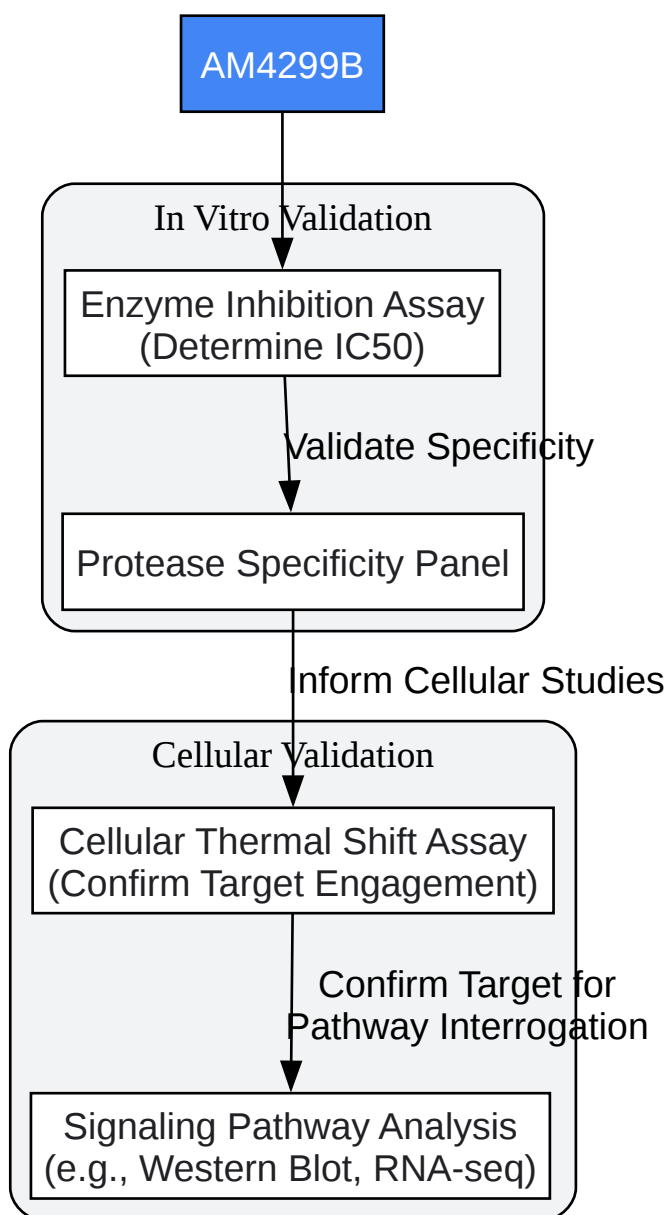 AM4299B
In Vitro Validation
Enzyme Inhibition Assay
(Determine IC50)
Validate Specificity
Protease Specificity Panel
Inform Cellular Studies
Cellular Validation
Cellular Thermal Shift Assay
(Confirm Target Engagement)
Confirm Target for
Pathway Interrogation
Signaling Pathway Analysis
(e.g., Western Blot, RNA-seq)